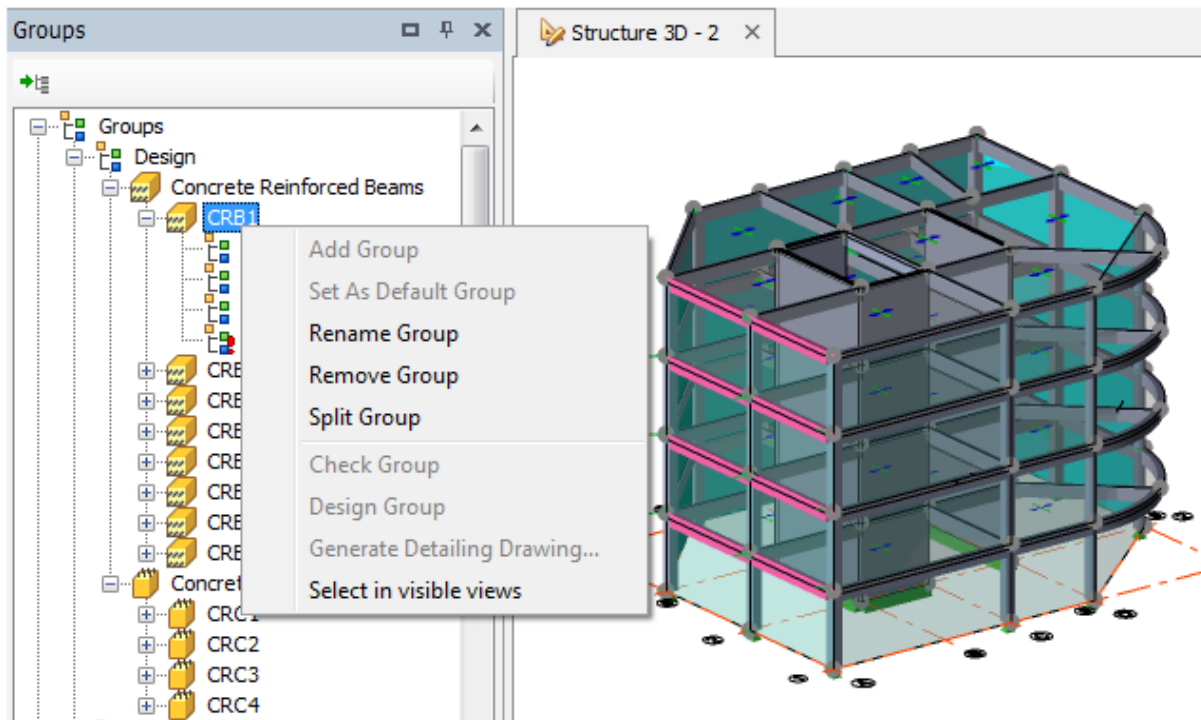 Groups
Structure 3D - 2
Groups
Design
Concrete Reinforced Beams
CRB1
Add Group
Set As Default Group
Rename Group
Remove Group
Split Group
Check Group
Design Group
Generate Detailing Drawing...
Select in visible views
CRC2
CRC3
CRC4